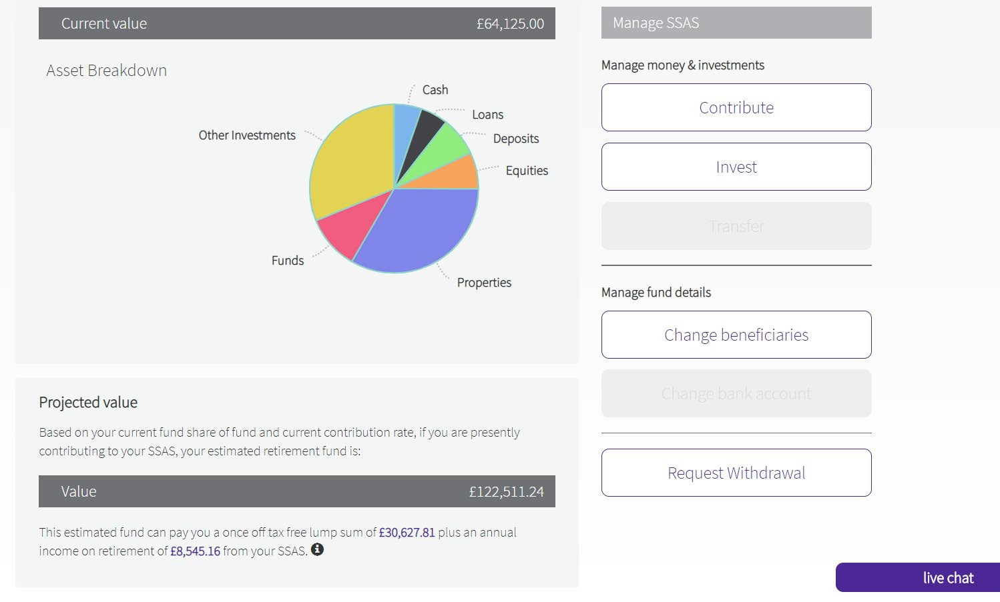 Current value £64,125.00
Asset Breakdown
Cash
Loans
Deposits
Equities
Properties
Funds
Other Investments
Projected value
Based on your current fund share of fund and current contribution rate, if you are presently
contributing to your SSAS, your estimated retirement fund is:
Value £122,511.24
This estimated fund can pay you a once off tax free lump sum of £30,627.81 plus an annual
income on retirement of £8,545.16 from your SSAS.
Manage SSAS
Manage money & investments
Contribute
Invest
Transfer
Manage fund details
Change beneficiaries
Change bank account
Request Withdrawal
live chat